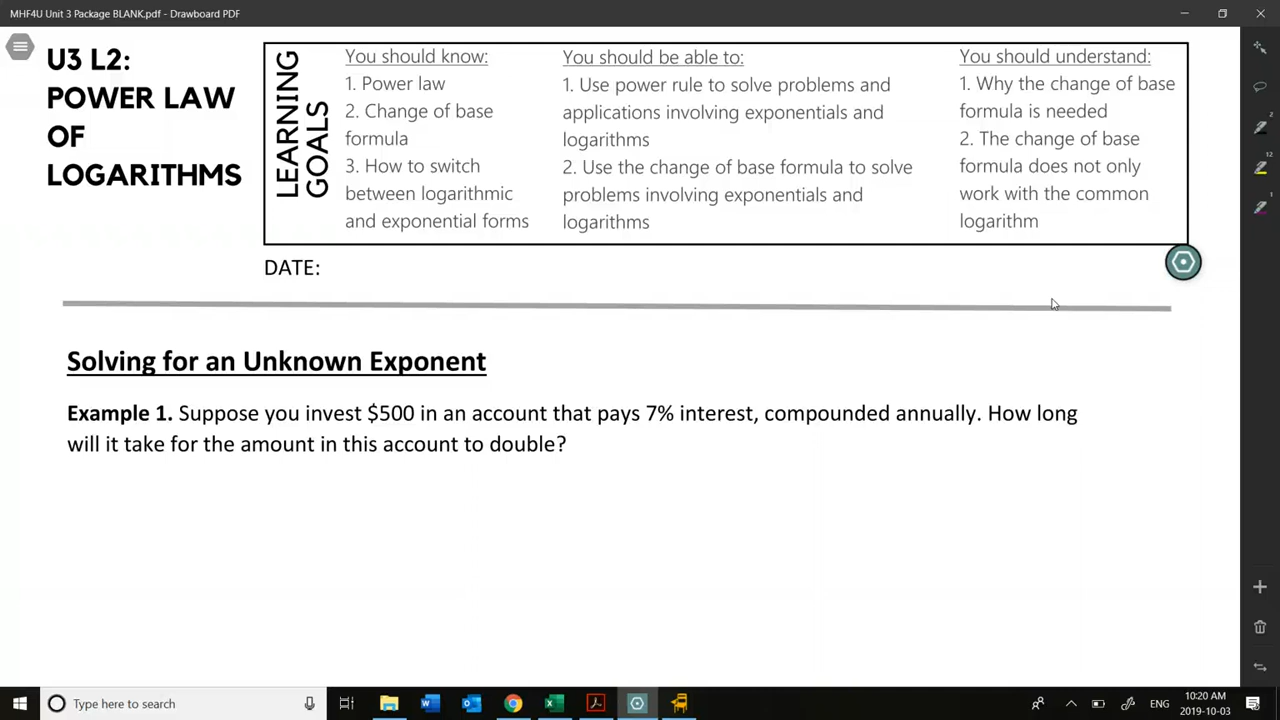 MHF4U Unit 3 Package BLANK.pdf - Drawboard PDF
U3 L2:
POWER LAW
OF
LOGARITHMS
LEARNING
GOALS
You should know:
1. Power law
2. Change of base
formula
3. How to switch
between logarithmic
and exponential forms
You should be able to:
1. Use power rule to solve problems and
applications involving exponentials and
logarithms
2. Use the change of base formula to solve
problems involving exponentials and
logarithms
You should understand:
1. Why the change of base
formula is needed
2. The change of base
formula does not only
work with the common
logarithm
DATE:
Solving for an Unknown Exponent
Example 1. Suppose you invest $500 in an account that pays 7% interest, compounded annually. How long
will it take for the amount in this account to double?
Type here to search
ENG
10:20 AM
2019-10-03